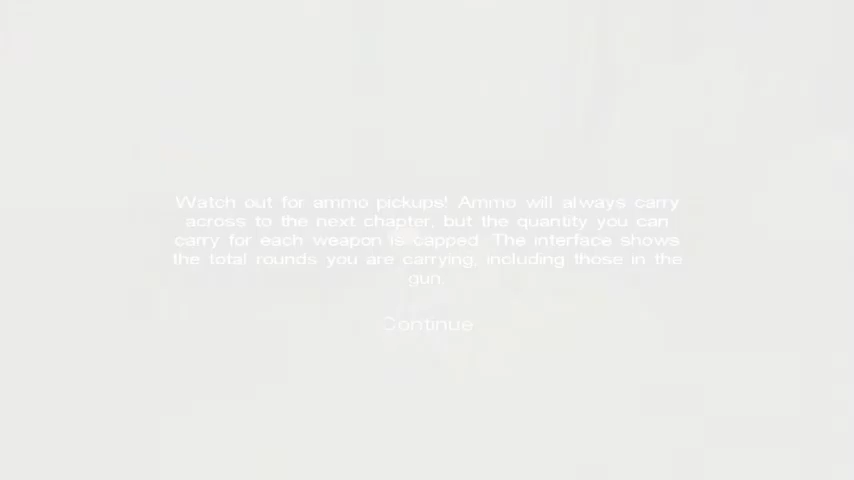 Watch out for ammo pickups! Ammo will always carry
across to the next chapter, but the quantity you can
carry for each weapon is capped. The interface shows
the total rounds you are carrying, including those in the
gun.
Continue